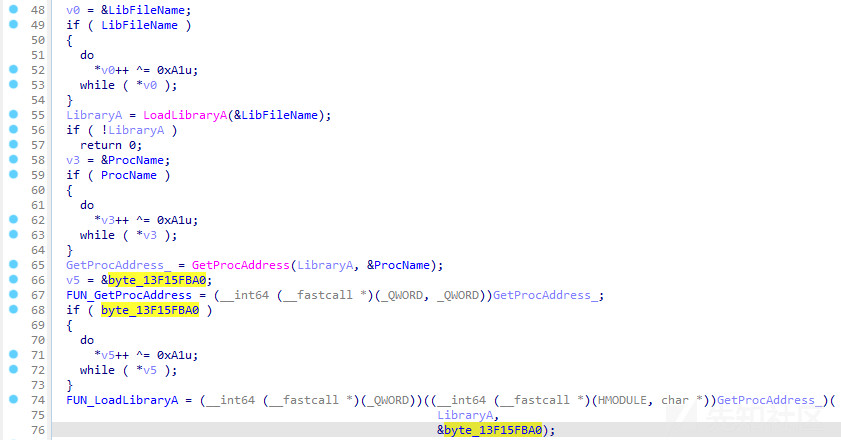 48 v0 = &LibFileName;
49 if ( LibFileName )
50 {
51 do
52 *v0++ ^= 0xA1u;
53 while ( *v0 );
54 }
55 LibraryA = LoadLibraryA(&LibFileName);
56 if ( !LibraryA )
57 return 0;
58 v3 = &ProcName;
59 if ( ProcName )
60 {
61 do
62 *v3++ ^= 0xA1u;
63 while ( *v3 );
64 }
65 GetProcAddress_ = GetProcAddress(LibraryA, &ProcName);
66 v5 = &byte_13F15FBA0;
67 FUN_GetProcAddress = (__int64 (__fastcall *)(_QWORD, _QWORD))GetProcAddress_;
68 if ( byte_13F15FBA0 )
69 {
70 do
71 *v5++ ^= 0xA1u;
72 while ( *v5 );
73 }
74 FUN_LoadLibraryA = (__int64 (__fastcall *)(_QWORD))((__int64 (__fastcall *)(HMODULE, char *))GetProcAddress_)(
75 LibraryA,
76 &byte_13F15FBA0);
先知社区